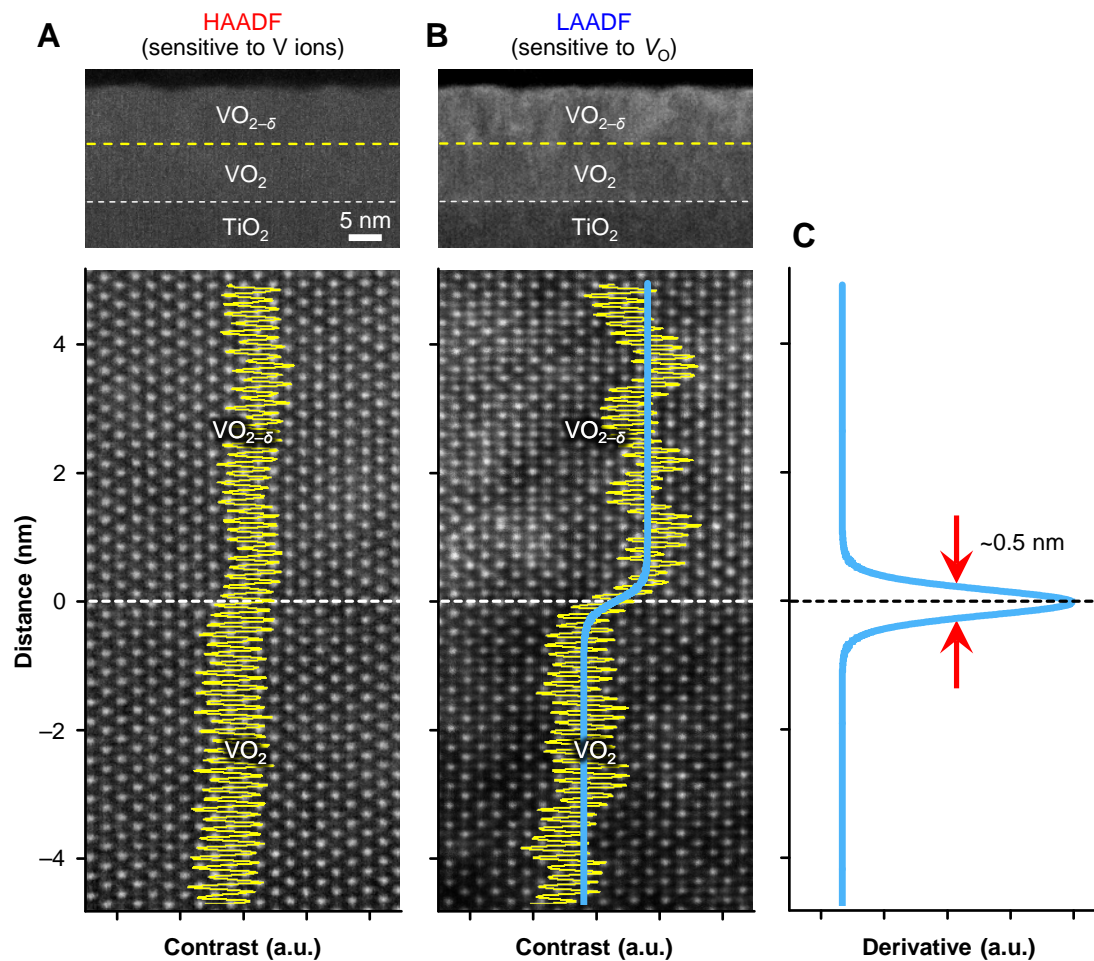 A
HAADF
(sensitive to V ions)
B
LAADF
(sensitive to VO)
VO2–δ
VO2
TiO2
5 nm
VO2–δ
VO2
TiO2
C
4
2
0
–2
–4
Distance (nm)
VO2–δ
VO2
VO2–δ
VO2
~0.5 nm
Contrast (a.u.)
Contrast (a.u.)
Derivative (a.u.)